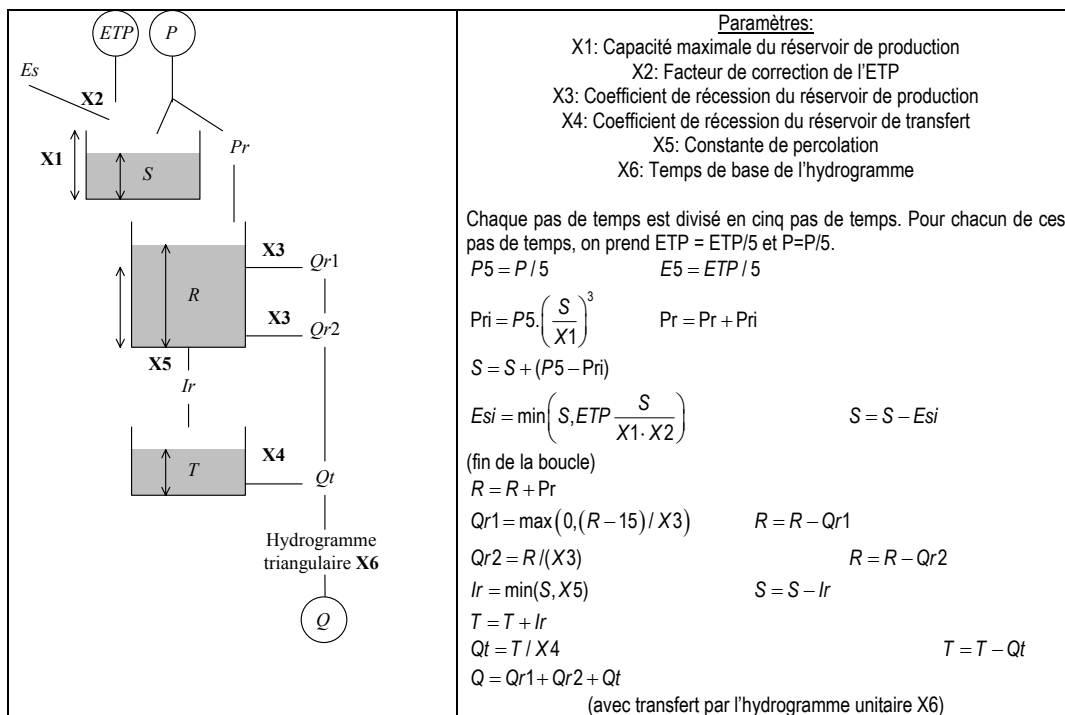 ETP P
Es
X2
X1
S
Pr
X3
Qr1
R
X3
Qr2
X5
Ir
X4
T
Qt
Hydrogramme
triangulaire X6
Q
Paramètres:
X1: Capacité maximale du réservoir de production
X2: Facteur de correction de l'ETP
X3: Coefficient de récession du réservoir de production
X4: Coefficient de récession du réservoir de transfert
X5: Constante de percolation
X6: Temps de base de l'hydrogramme
Chaque pas de temps est divisé en cinq pas de temps. Pour chacun de ces
pas de temps, on prend ETP = ETP/5 et P=P/5.
P5 = P / 5 E5 = ETP / 5
Pri = P5.(S/X1)^3 Pr = Pr + Pri
S = S + (P5 − Pri)
Esi = min(S, ETP S/(X1· X2)) S = S − Esi
(fin de la boucle)
R = R + Pr
Qr1 = max(0,(R − 15) / X3) R = R − Qr1
Qr2 = R /(X3) R = R − Qr2
Ir = min(S, X5) S = S − Ir
T = T + Ir
Qt = T / X4 T = T − Qt
Q = Qr1 + Qr2 + Qt
(avec transfert par l'hydrogramme unitaire X6)